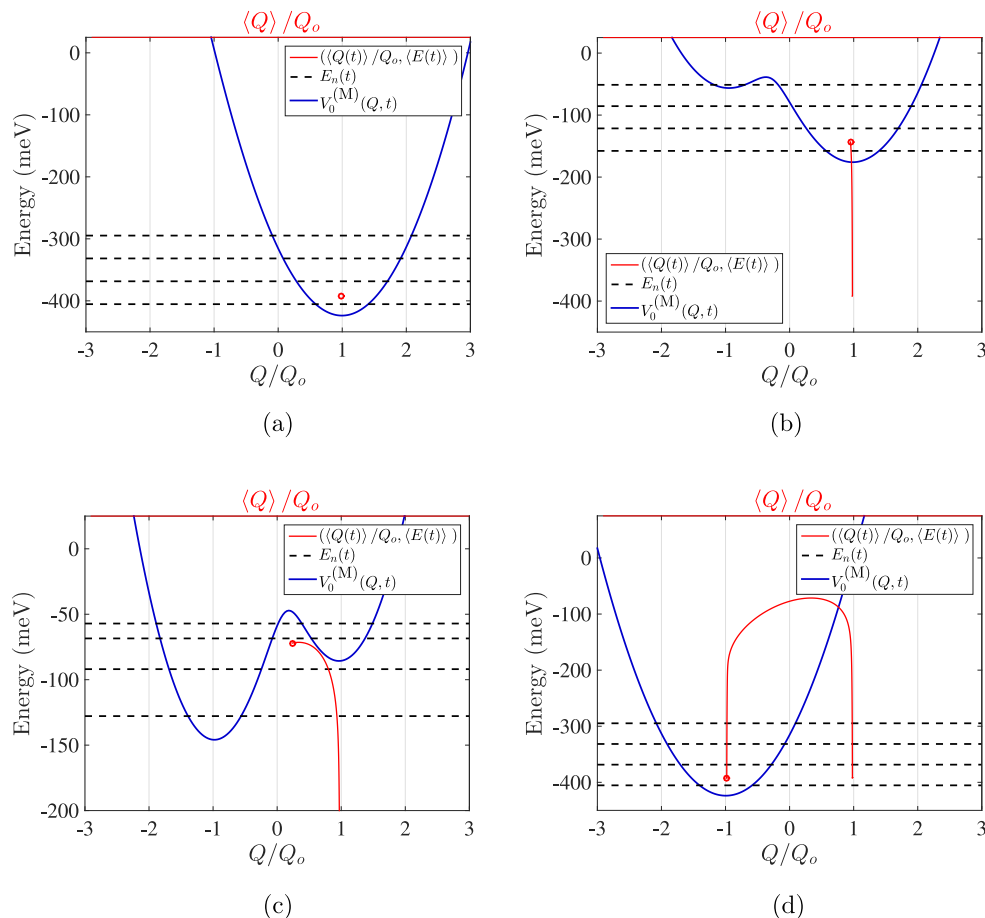 ⟨Q⟩ /Q_o
0
-100
-200
-300
-400
Energy (meV)
(⟨Q(t)⟩ /Q_o, ⟨E(t)⟩ )
E_n(t)
V_0^(M)(Q, t)
-3 -2 -1 0 1 2 3
Q/Q_o
(a)
⟨Q⟩ /Q_o
0
-100
-200
-300
-400
Energy (meV)
(⟨Q(t)⟩ /Q_o, ⟨E(t)⟩ )
E_n(t)
V_0^(M)(Q, t)
-3 -2 -1 0 1 2 3
Q/Q_o
(b)
⟨Q⟩ /Q_o
0
-50
-100
-150
-200
Energy (meV)
(⟨Q(t)⟩ /Q_o, ⟨E(t)⟩ )
E_n(t)
V_0^(M)(Q, t)
-3 -2 -1 0 1 2 3
Q/Q_o
(c)
⟨Q⟩ /Q_o
0
-100
-200
-300
-400
Energy (meV)
(⟨Q(t)⟩ /Q_o, ⟨E(t)⟩ )
E_n(t)
V_0^(M)(Q, t)
-3 -2 -1 0 1 2 3
Q/Q_o
(d)